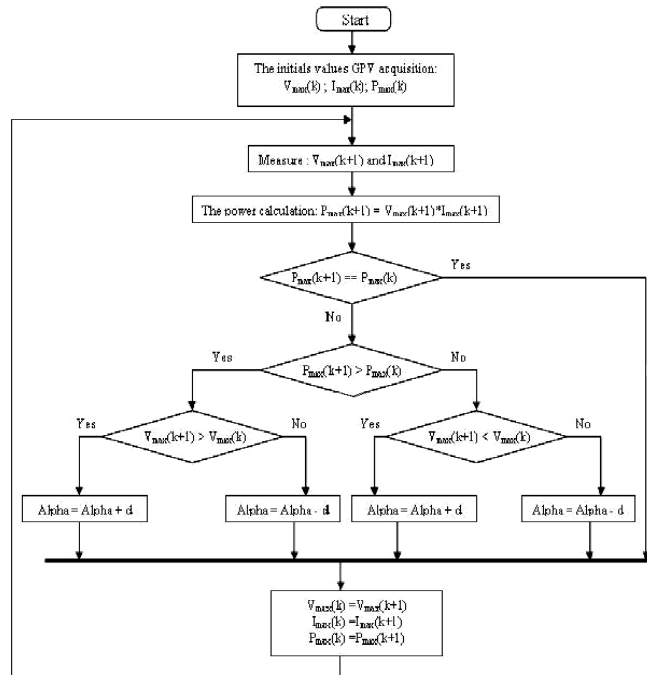 Start
The initials values GPV acquisition:
Vmax(k) ; Imax(k); Pmax(k)
Measure : Vmax(k+1) and Imax(k+1)
The power calculation: Pmax(k+1) = Vmax(k+1)*Imax(k+1)
Pmax(k+1) == Pmax(k)
Yes
No
Yes
Pmax(k+1) > Pmax(k)
No
Yes
Vmax(k+1) > Vmax(k)
No
Yes
Vmax(k+1) < Vmax(k)
No
Alpha = Alpha + d
Alpha = Alpha - d
Alpha = Alpha + d
Alpha = Alpha - d
Vmax(k) =Vmax(k+1)
Imax(k) =Imax(k+1)
Pmax(k) =Pmax(k+1)